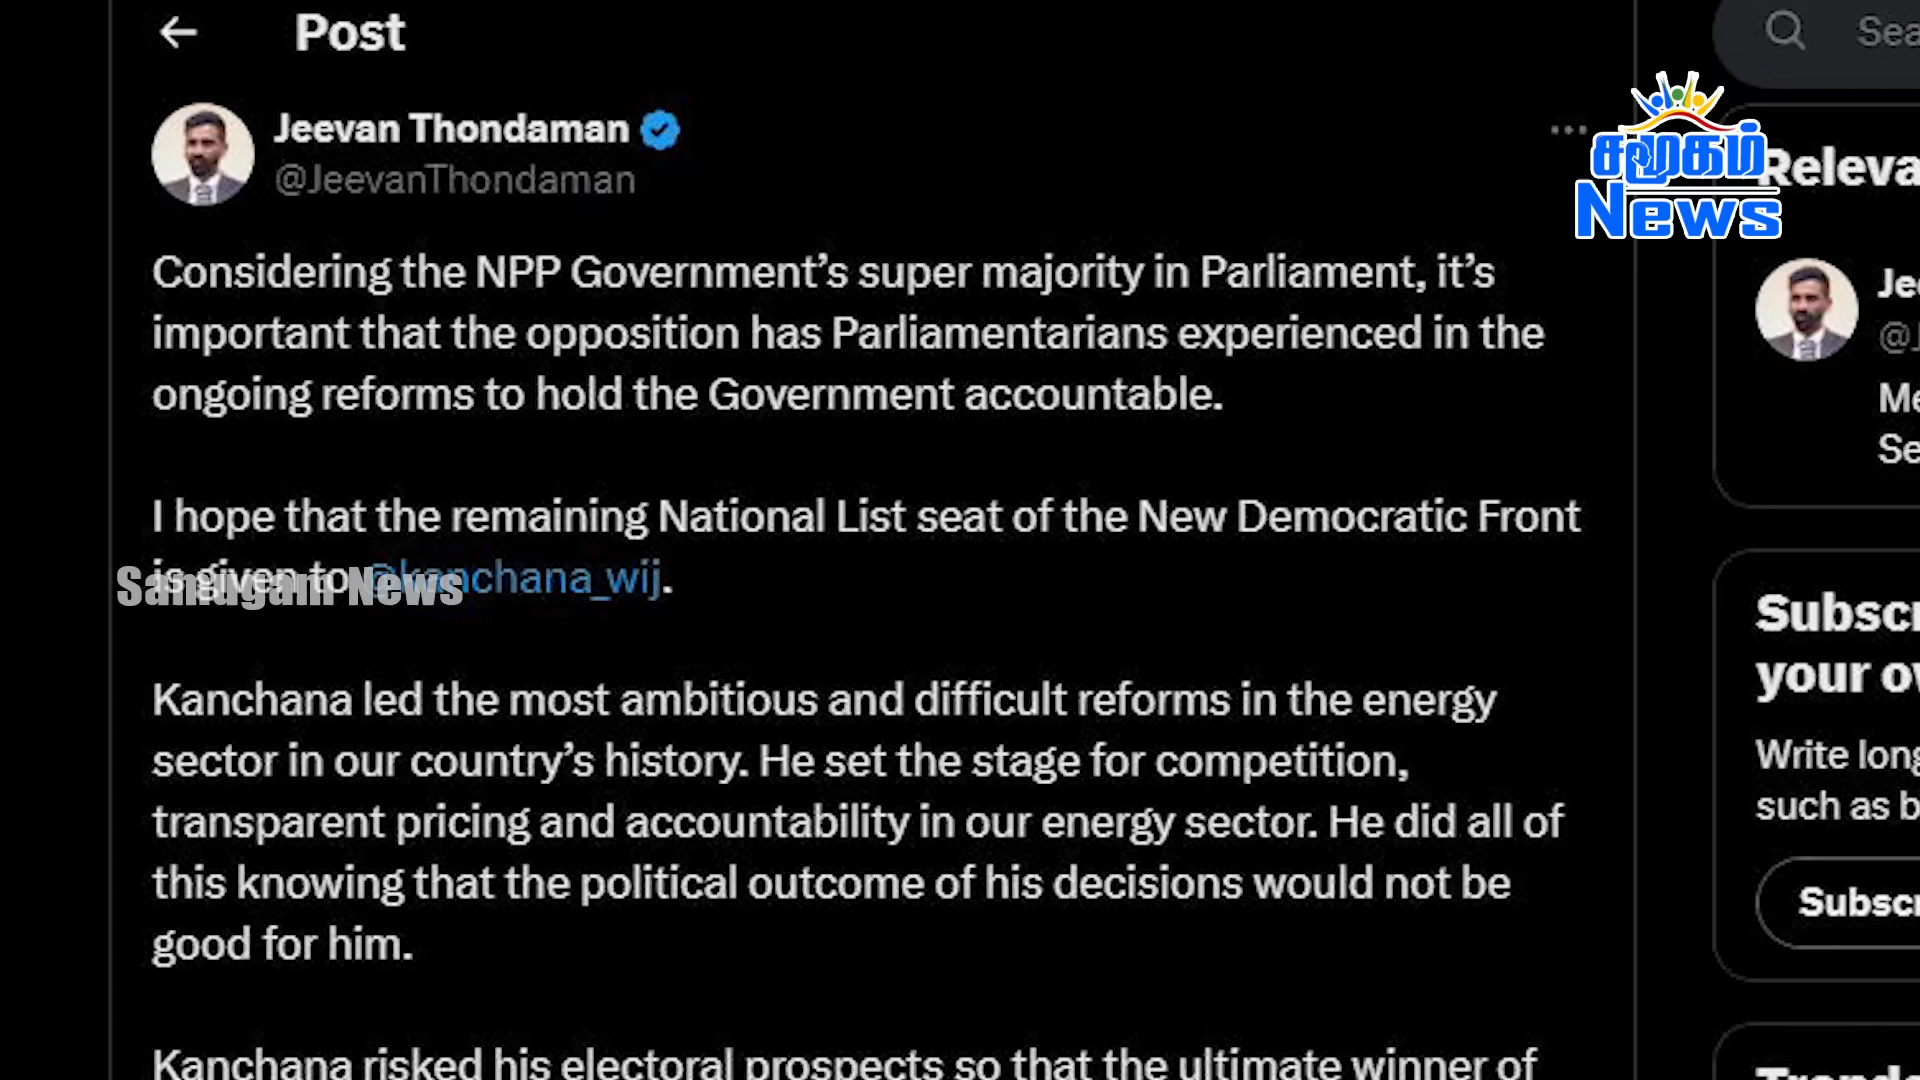 Post
Jeevan Thondaman
@JeevanThondaman
Considering the NPP Government’s super majority in Parliament, it’s
important that the opposition has Parliamentarians experienced in the
ongoing reforms to hold the Government accountable.
I hope that the remaining National List seat of the New Democratic Front
is given to @kanchana_wij.
Kanchana led the most ambitious and difficult reforms in the energy
sector in our country’s history. He set the stage for competition,
transparent pricing and accountability in our energy sector. He did all of
this knowing that the political outcome of his decisions would not be
good for him.
Kanchana risked his electoral prospects so that the ultimate winner of
Samugam News
சமூகம்
News
Sea
Releva
Je
@J
Me
Se
Subscr
your ow
Write long
such as b
Subscr